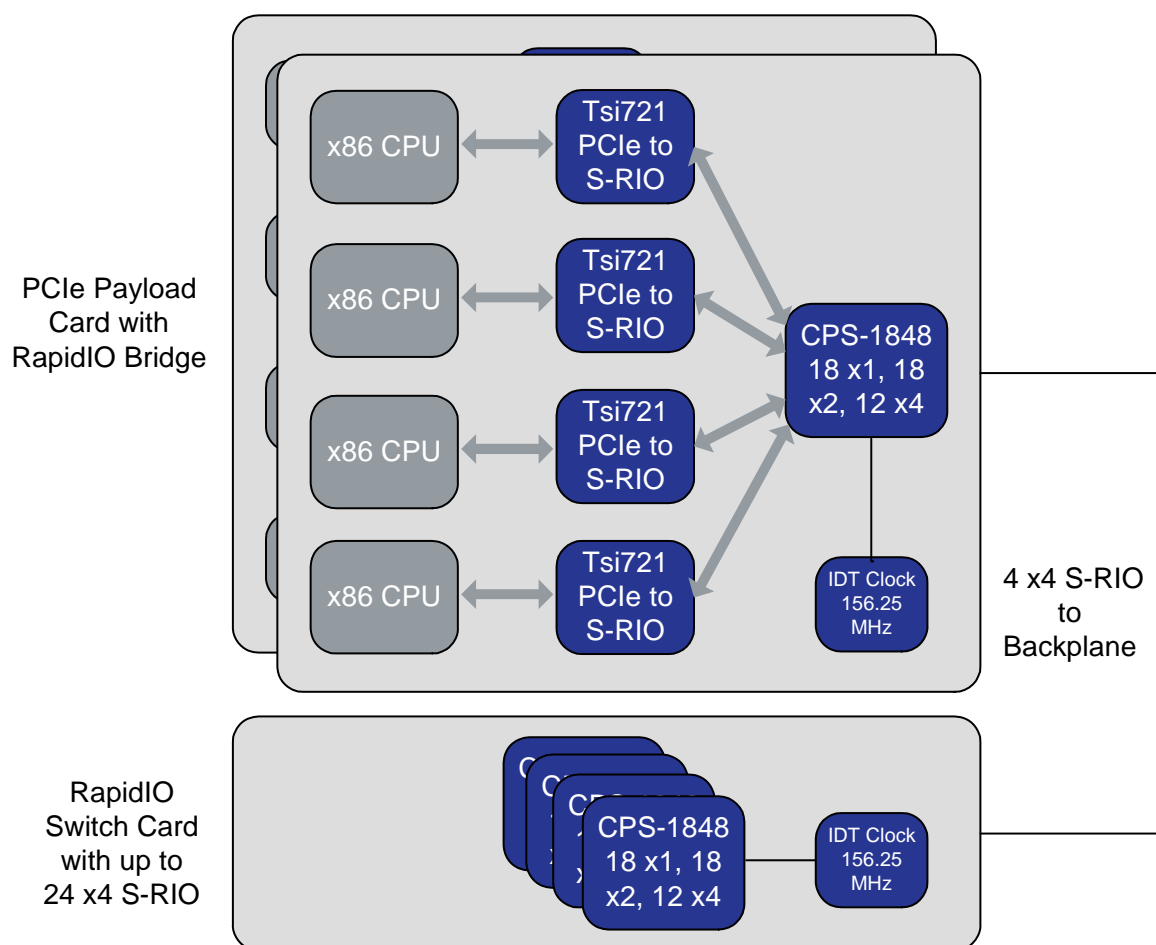 x86 CPU
Tsi721
PCIe to
S-RIO
x86 CPU
Tsi721
PCIe to
S-RIO
PCIe Payload
Card with
RapidIO Bridge
CPS-1848
18 x1, 18
x2, 12 x4
x86 CPU
Tsi721
PCIe to
S-RIO
x86 CPU
Tsi721
PCIe to
S-RIO
IDT Clock
156.25
MHz
4 x4 S-RIO
to
Backplane
RapidIO
Switch Card
with up to
24 x4 S-RIO
CPS-1848
18 x1, 18
x2, 12 x4
IDT Clock
156.25
MHz